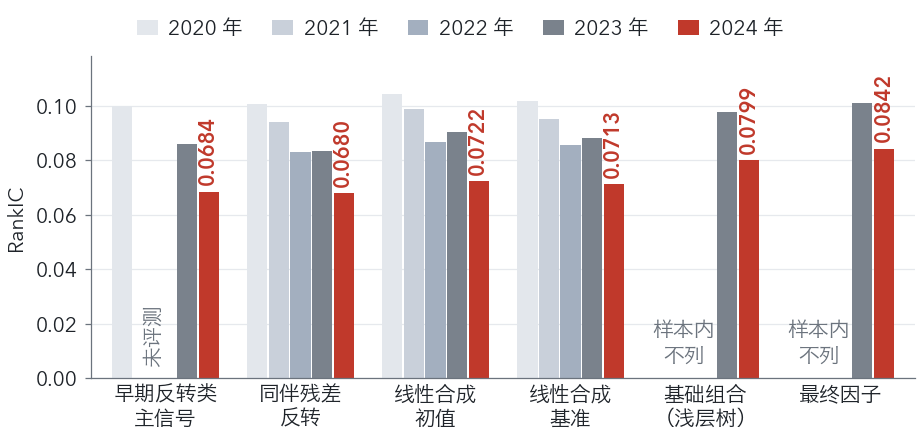 2020 年
2021 年
2022 年
2023 年
2024 年
RankIC
0.10
0.08
0.06
0.04
0.02
0.00
0.0684
0.0680
0.0722
0.0713
0.0799
0.0842
未评测
样本内
不列
样本内
不列
早期反转类
主信号
同伴残差
反转
线性合成
初值
线性合成
基准
基础组合
（浅层树）
最终因子